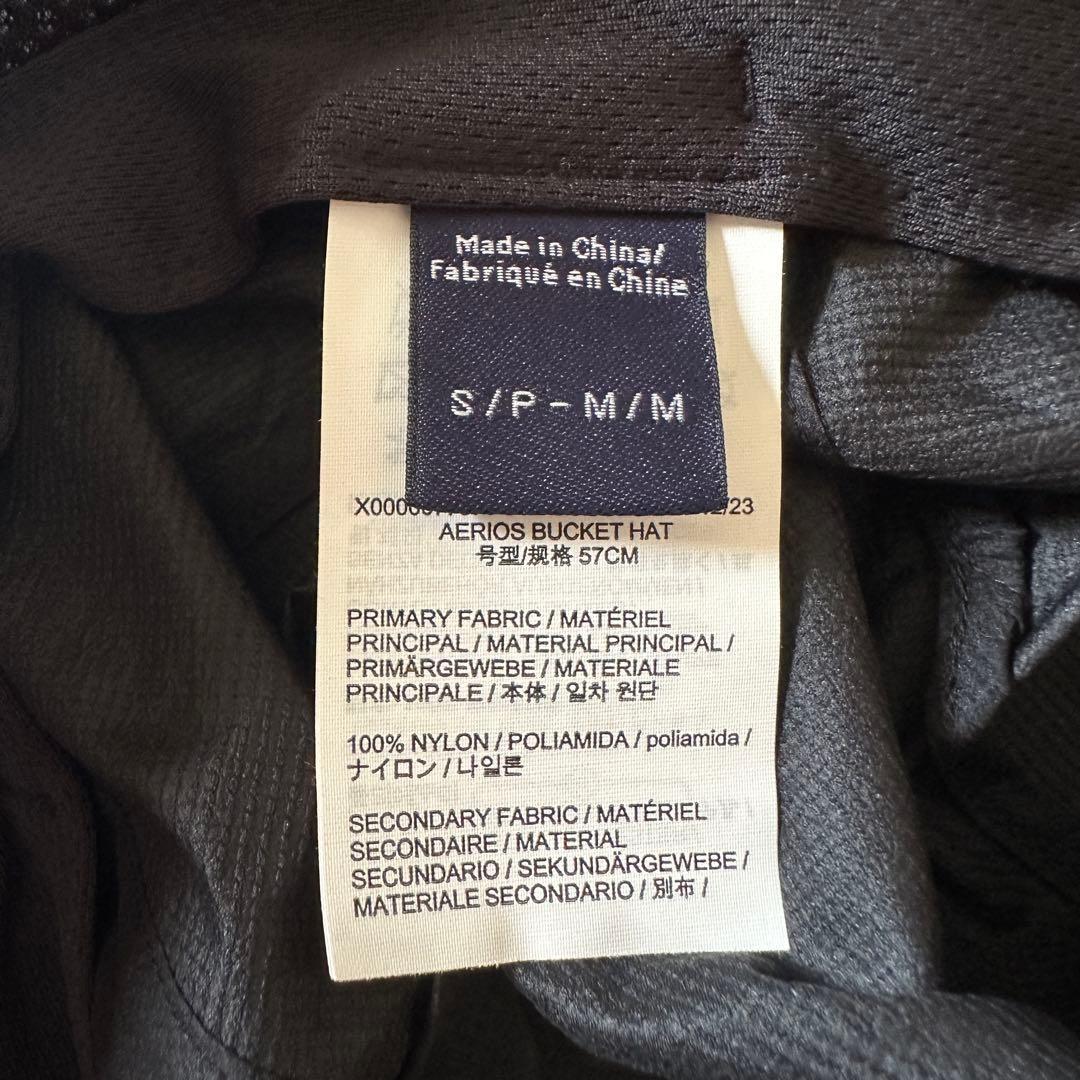 Made in China/
Fabriqué en Chine
S / P - M / M
/23
AERIOS BUCKET HAT
号型/规格 57CM
PRIMARY FABRIC / MATÉRIEL
PRINCIPAL / MATERIAL PRINCIPAL /
PRIMÄRGEWEBE / MATERIALE
PRINCIPALE / 本体 / 일차 원단
100% NYLON / POLIAMIDA / poliamida /
ナイロン / 나일론
SECONDARY FABRIC / MATÉRIEL
SECONDAIRE / MATERIAL
SECUNDARIO / SEKUNDÄRGEWEBE /
MATERIALE SECONDARIO / 別布 /